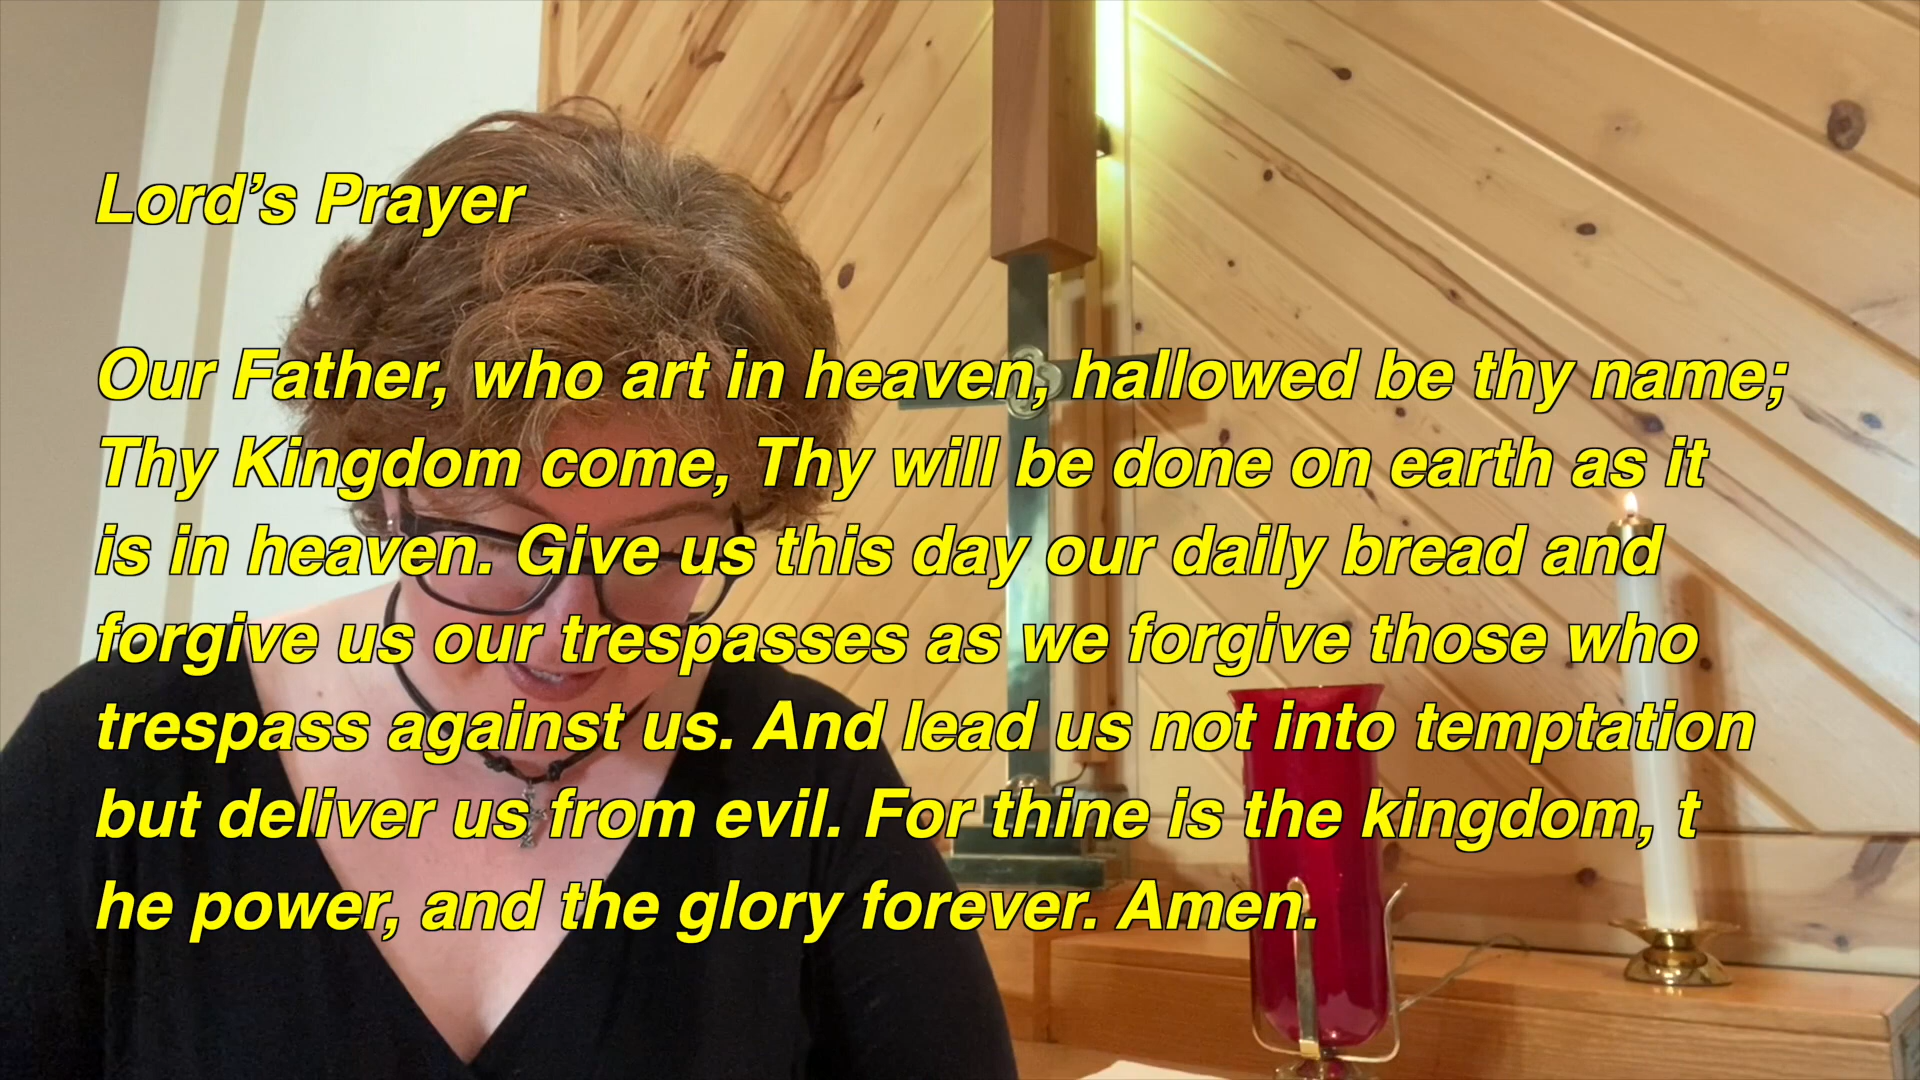 Lord’s Prayer
Our Father, who art in heaven, hallowed be thy name;
Thy Kingdom come, Thy will be done on earth as it
is in heaven. Give us this day our daily bread and
forgive us our trespasses as we forgive those who
trespass against us. And lead us not into temptation
but deliver us from evil. For thine is the kingdom, t
he power, and the glory forever. Amen.